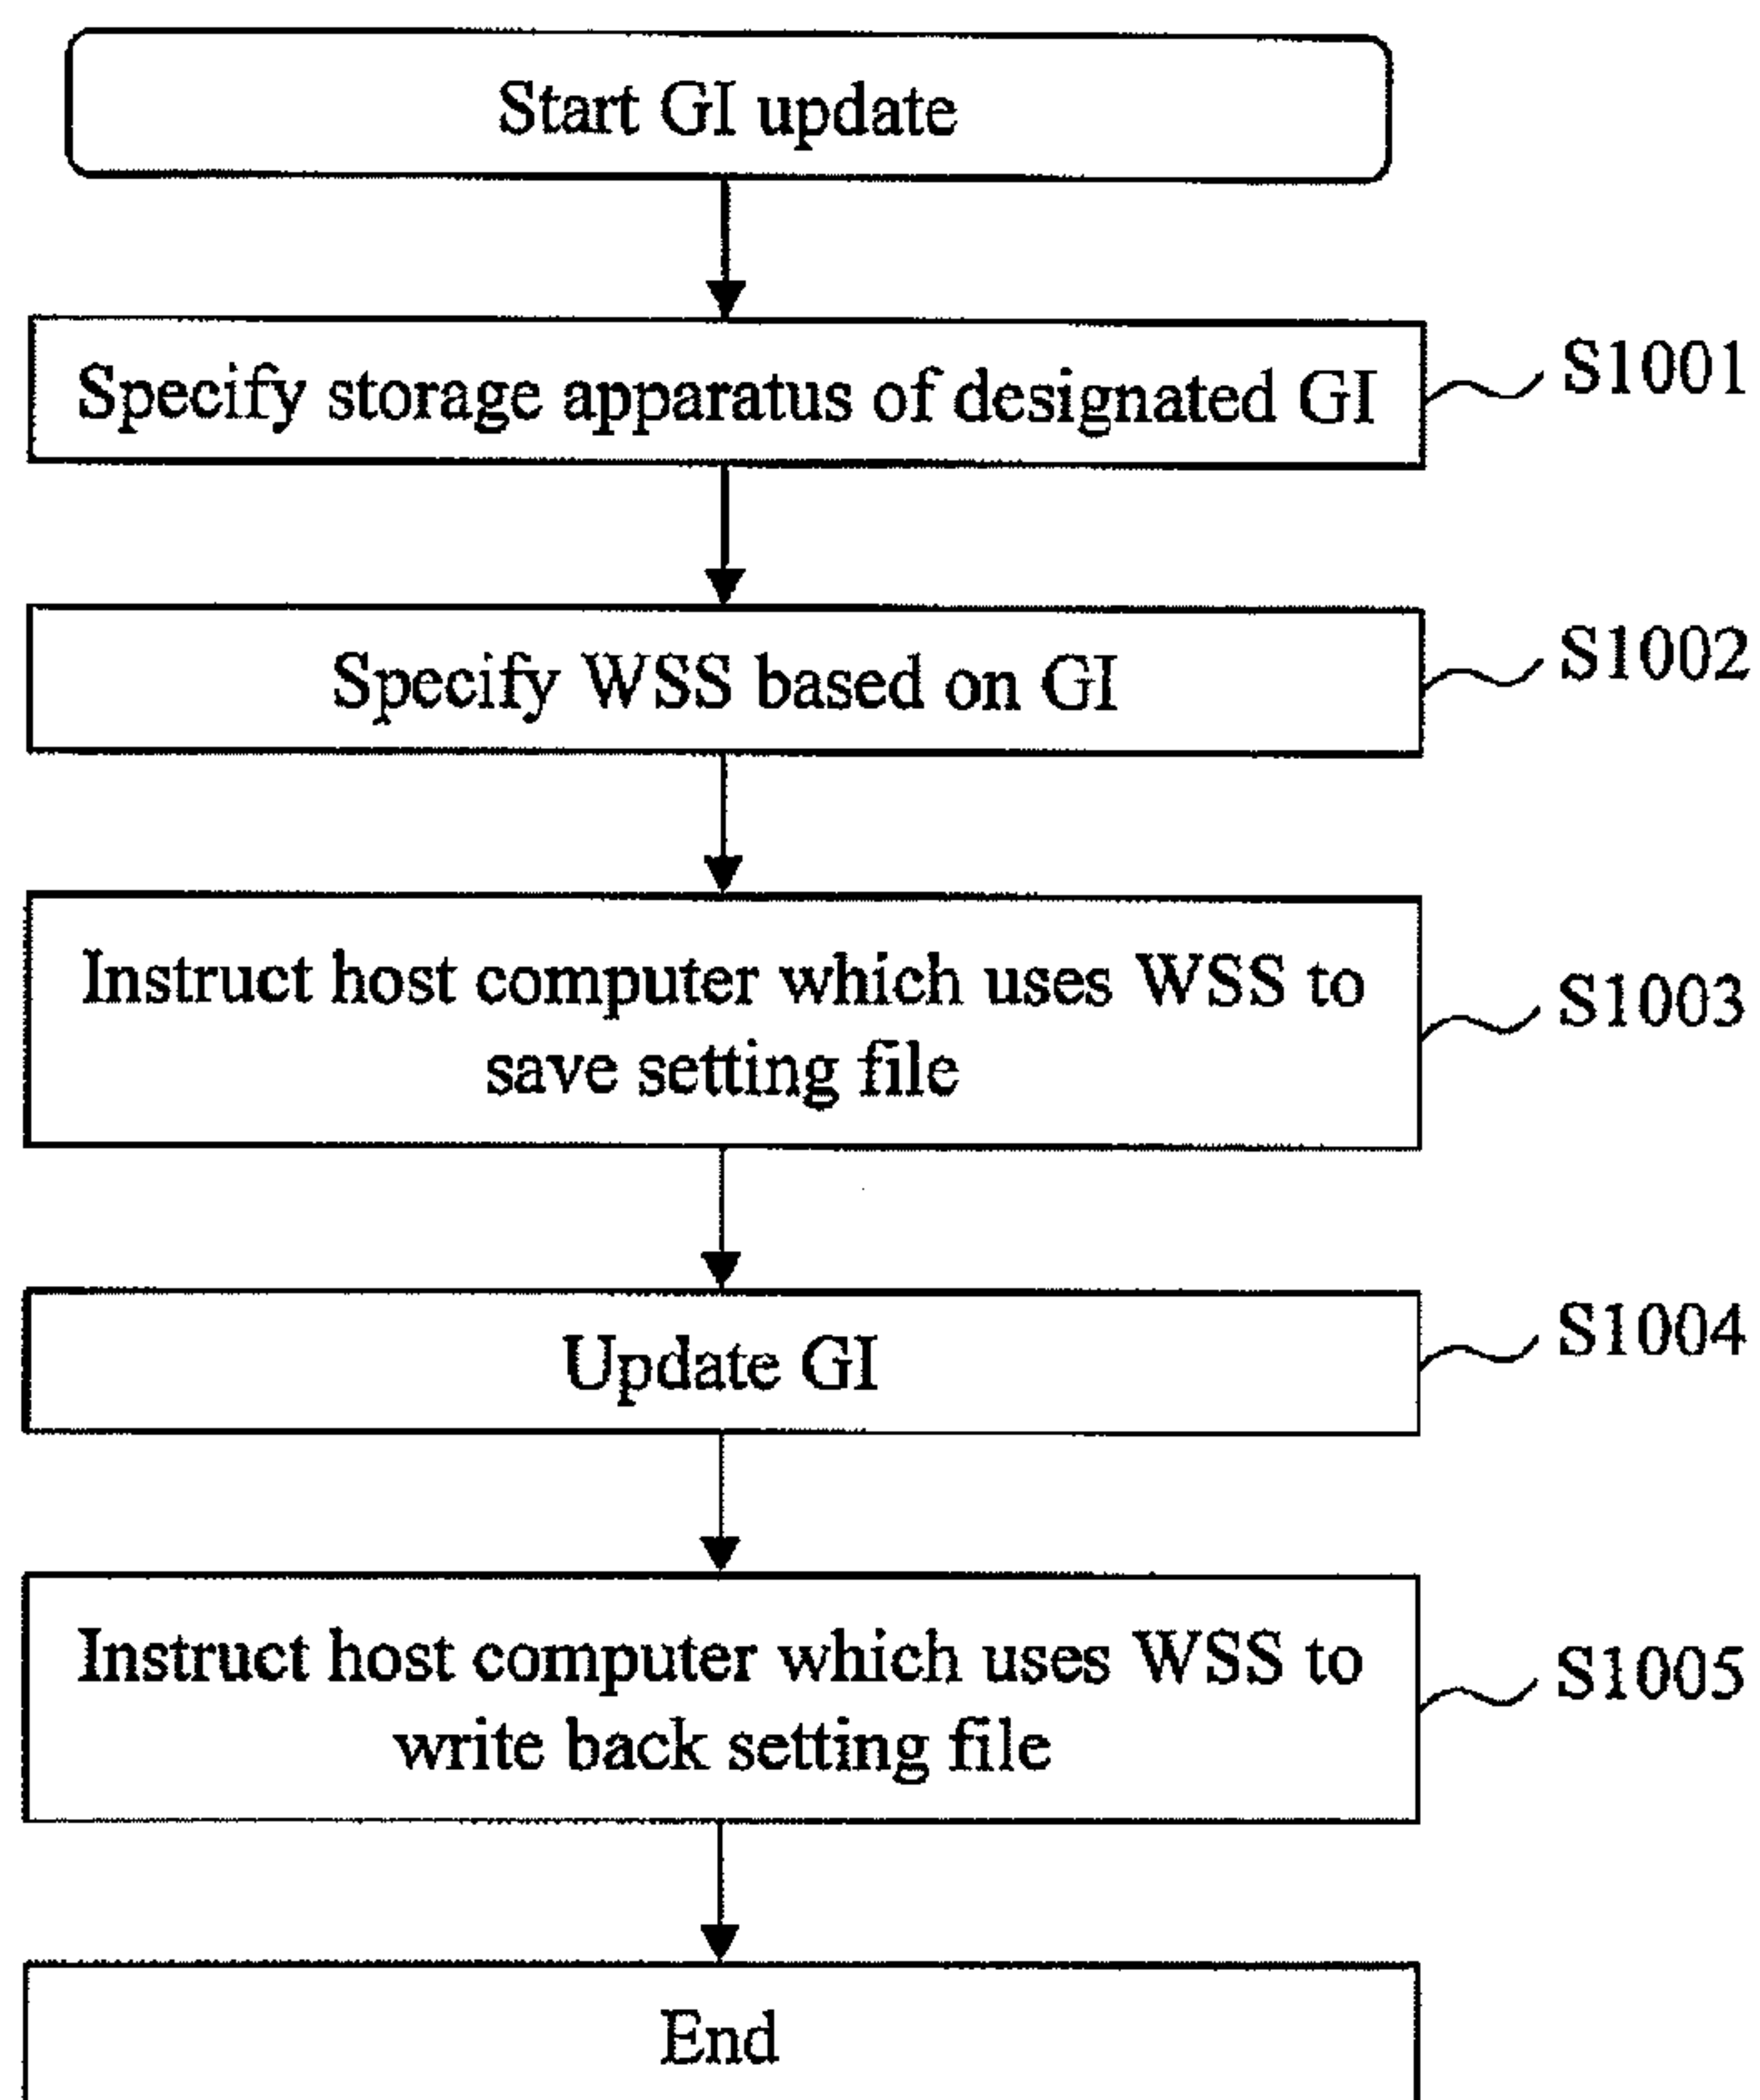 Start GI update
Specify storage apparatus of designated GI
S1001
Specify WSS based on GI
S1002
Instruct host computer which uses WSS to
save setting file
S1003
Update GI
S1004
Instruct host computer which uses WSS to
write back setting file
S1005
End